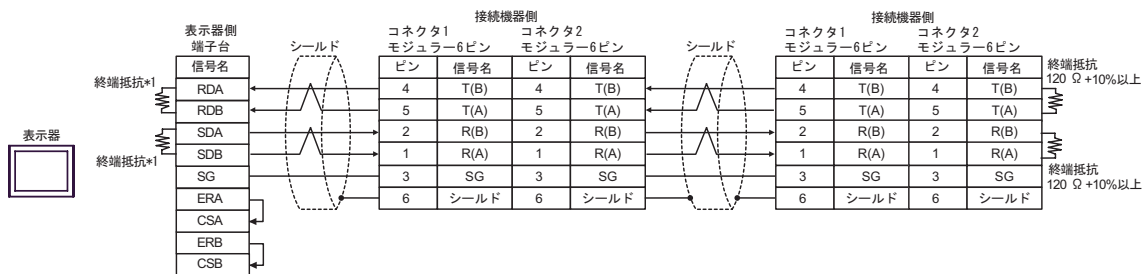 接続機器側
接続機器側
表示器側
端子台
シールド
コネクタ1
モジュラー6ピン
コネクタ2
モジュラー6ピン
シールド
コネクタ1
モジュラー6ピン
コネクタ2
モジュラー6ピン
信号名
ピン 信号名 ピン 信号名
ピン 信号名 ピン 信号名
終端抵抗
120 Ω +10%以上
終端抵抗*1
RDA 4 T(B) 4 T(B) 4 T(B) 4 T(B)
RDB 5 T(A) 5 T(A) 5 T(A) 5 T(A)
表示器
SDA 2 R(B) 2 R(B) 2 R(B) 2 R(B)
終端抵抗*1
SDB 1 R(A) 1 R(A) 1 R(A) 1 R(A)
SG 3 SG 3 SG 3 SG 3 SG
終端抵抗
120 Ω +10%以上
ERA 6 シールド 6 シールド 6 シールド 6 シールド
CSA
ERB
CSB